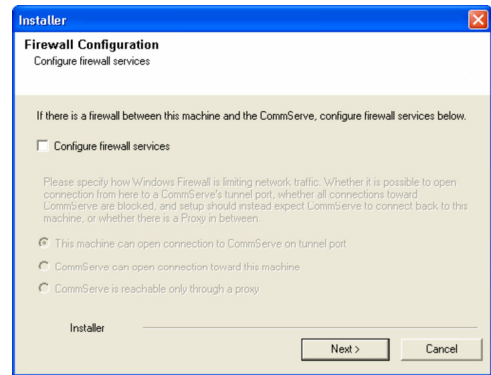 Installer
Firewall Configuration
Configure firewall services
If there is a firewall between this machine and the CommServe, configure firewall services below.
Configure firewall services
Please specify how Windows Firewall is limiting network traffic. Whether it is possible to open
connection from here to a CommServe's tunnel port, whether all connections toward
CommServe are blocked, and setup should instead expect CommServe to connect back to this
machine, or whether there is a Proxy in between.
This machine can open connection to CommServe on tunnel port
CommServe can open connection toward this machine
CommServe is reachable only through a proxy
Installer
Next >
Cancel